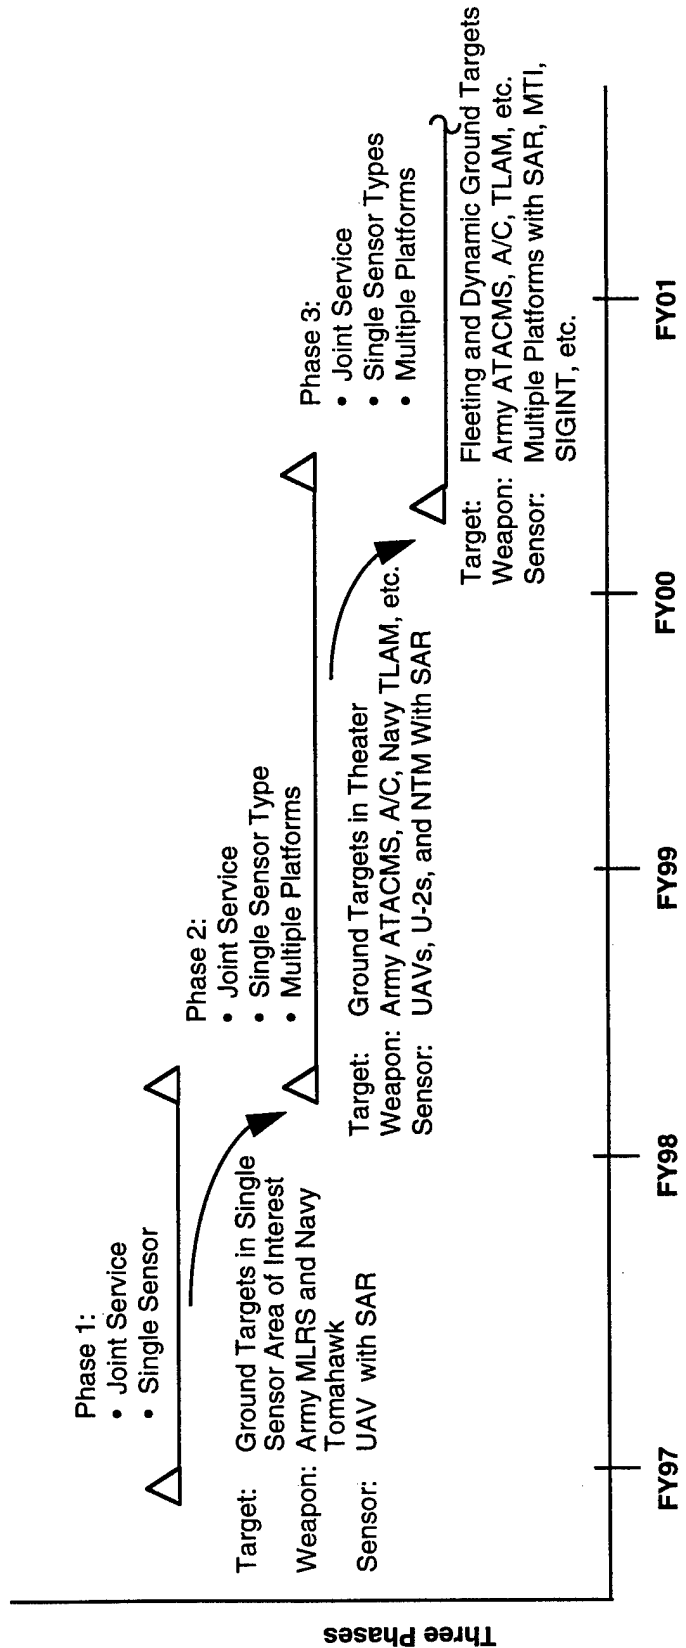 Three Phases
Phase 1:
• Joint Service
• Single Sensor
Target: Ground Targets in Single
Sensor Area of Interest
Weapon: Army MLRS and Navy
Tomahawk
Sensor: UAV with SAR
Phase 2:
• Joint Service
• Single Sensor Type
• Multiple Platforms
Target: Ground Targets in Theater
Weapon: Army ATACMS, A/C, Navy TLAM, etc.
Sensor: UAVs, U-2s, and NTM With SAR
Phase 3:
• Joint Service
• Single Sensor Types
• Multiple Platforms
Target: Fleeting and Dynamic Ground Targets
Weapon: Army ATACMS, A/C, TLAM, etc.
Sensor: Multiple Platforms with SAR, MTI,
SIGINT, etc.
FY97 FY98 FY99 FY00 FY01